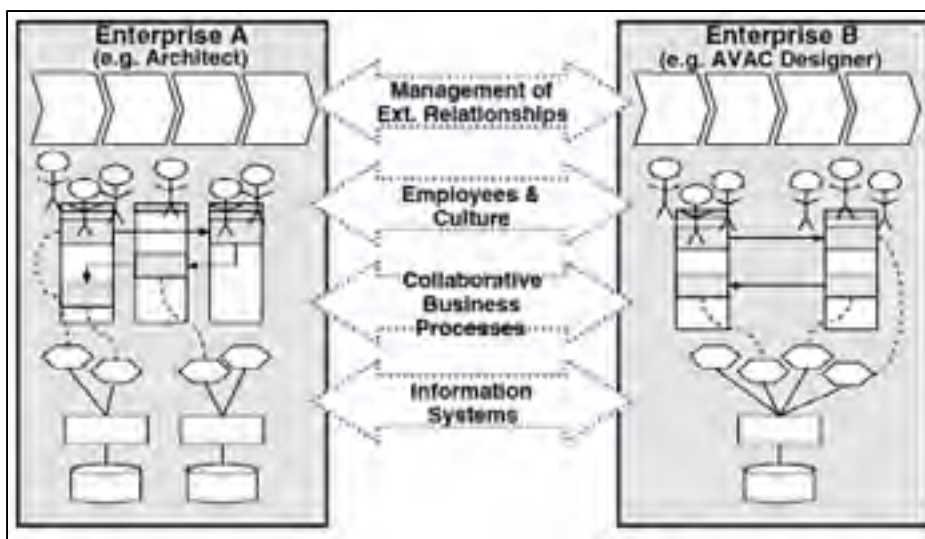 Enterprise A
(e.g. Architect)
Enterprise B
(e.g. AVAC Designer)
Management of
Ext. Relationships
Employees &
Culture
Collaborative
Business
Processes
Information
Systems